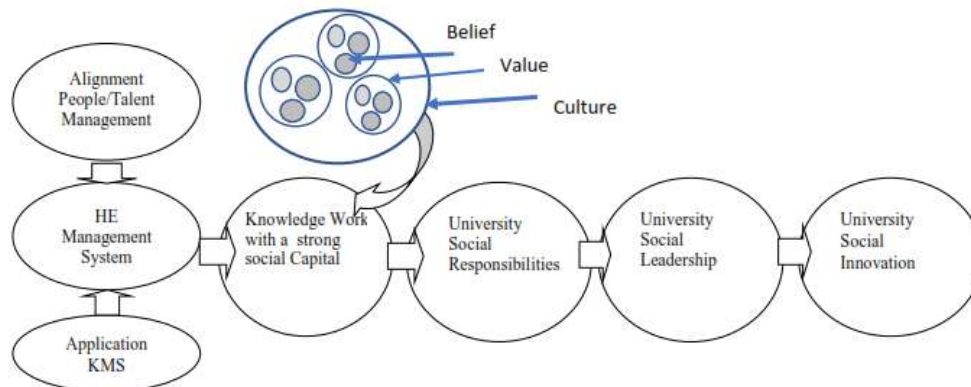 Belief
Value
Culture
Alignment
People/Talent
Management
HE
Management
System
Application
KMS
Knowledge Work
with a strong
social Capital
University
Social
Responsibilities
University
Social
Leadership
University
Social
Innovation